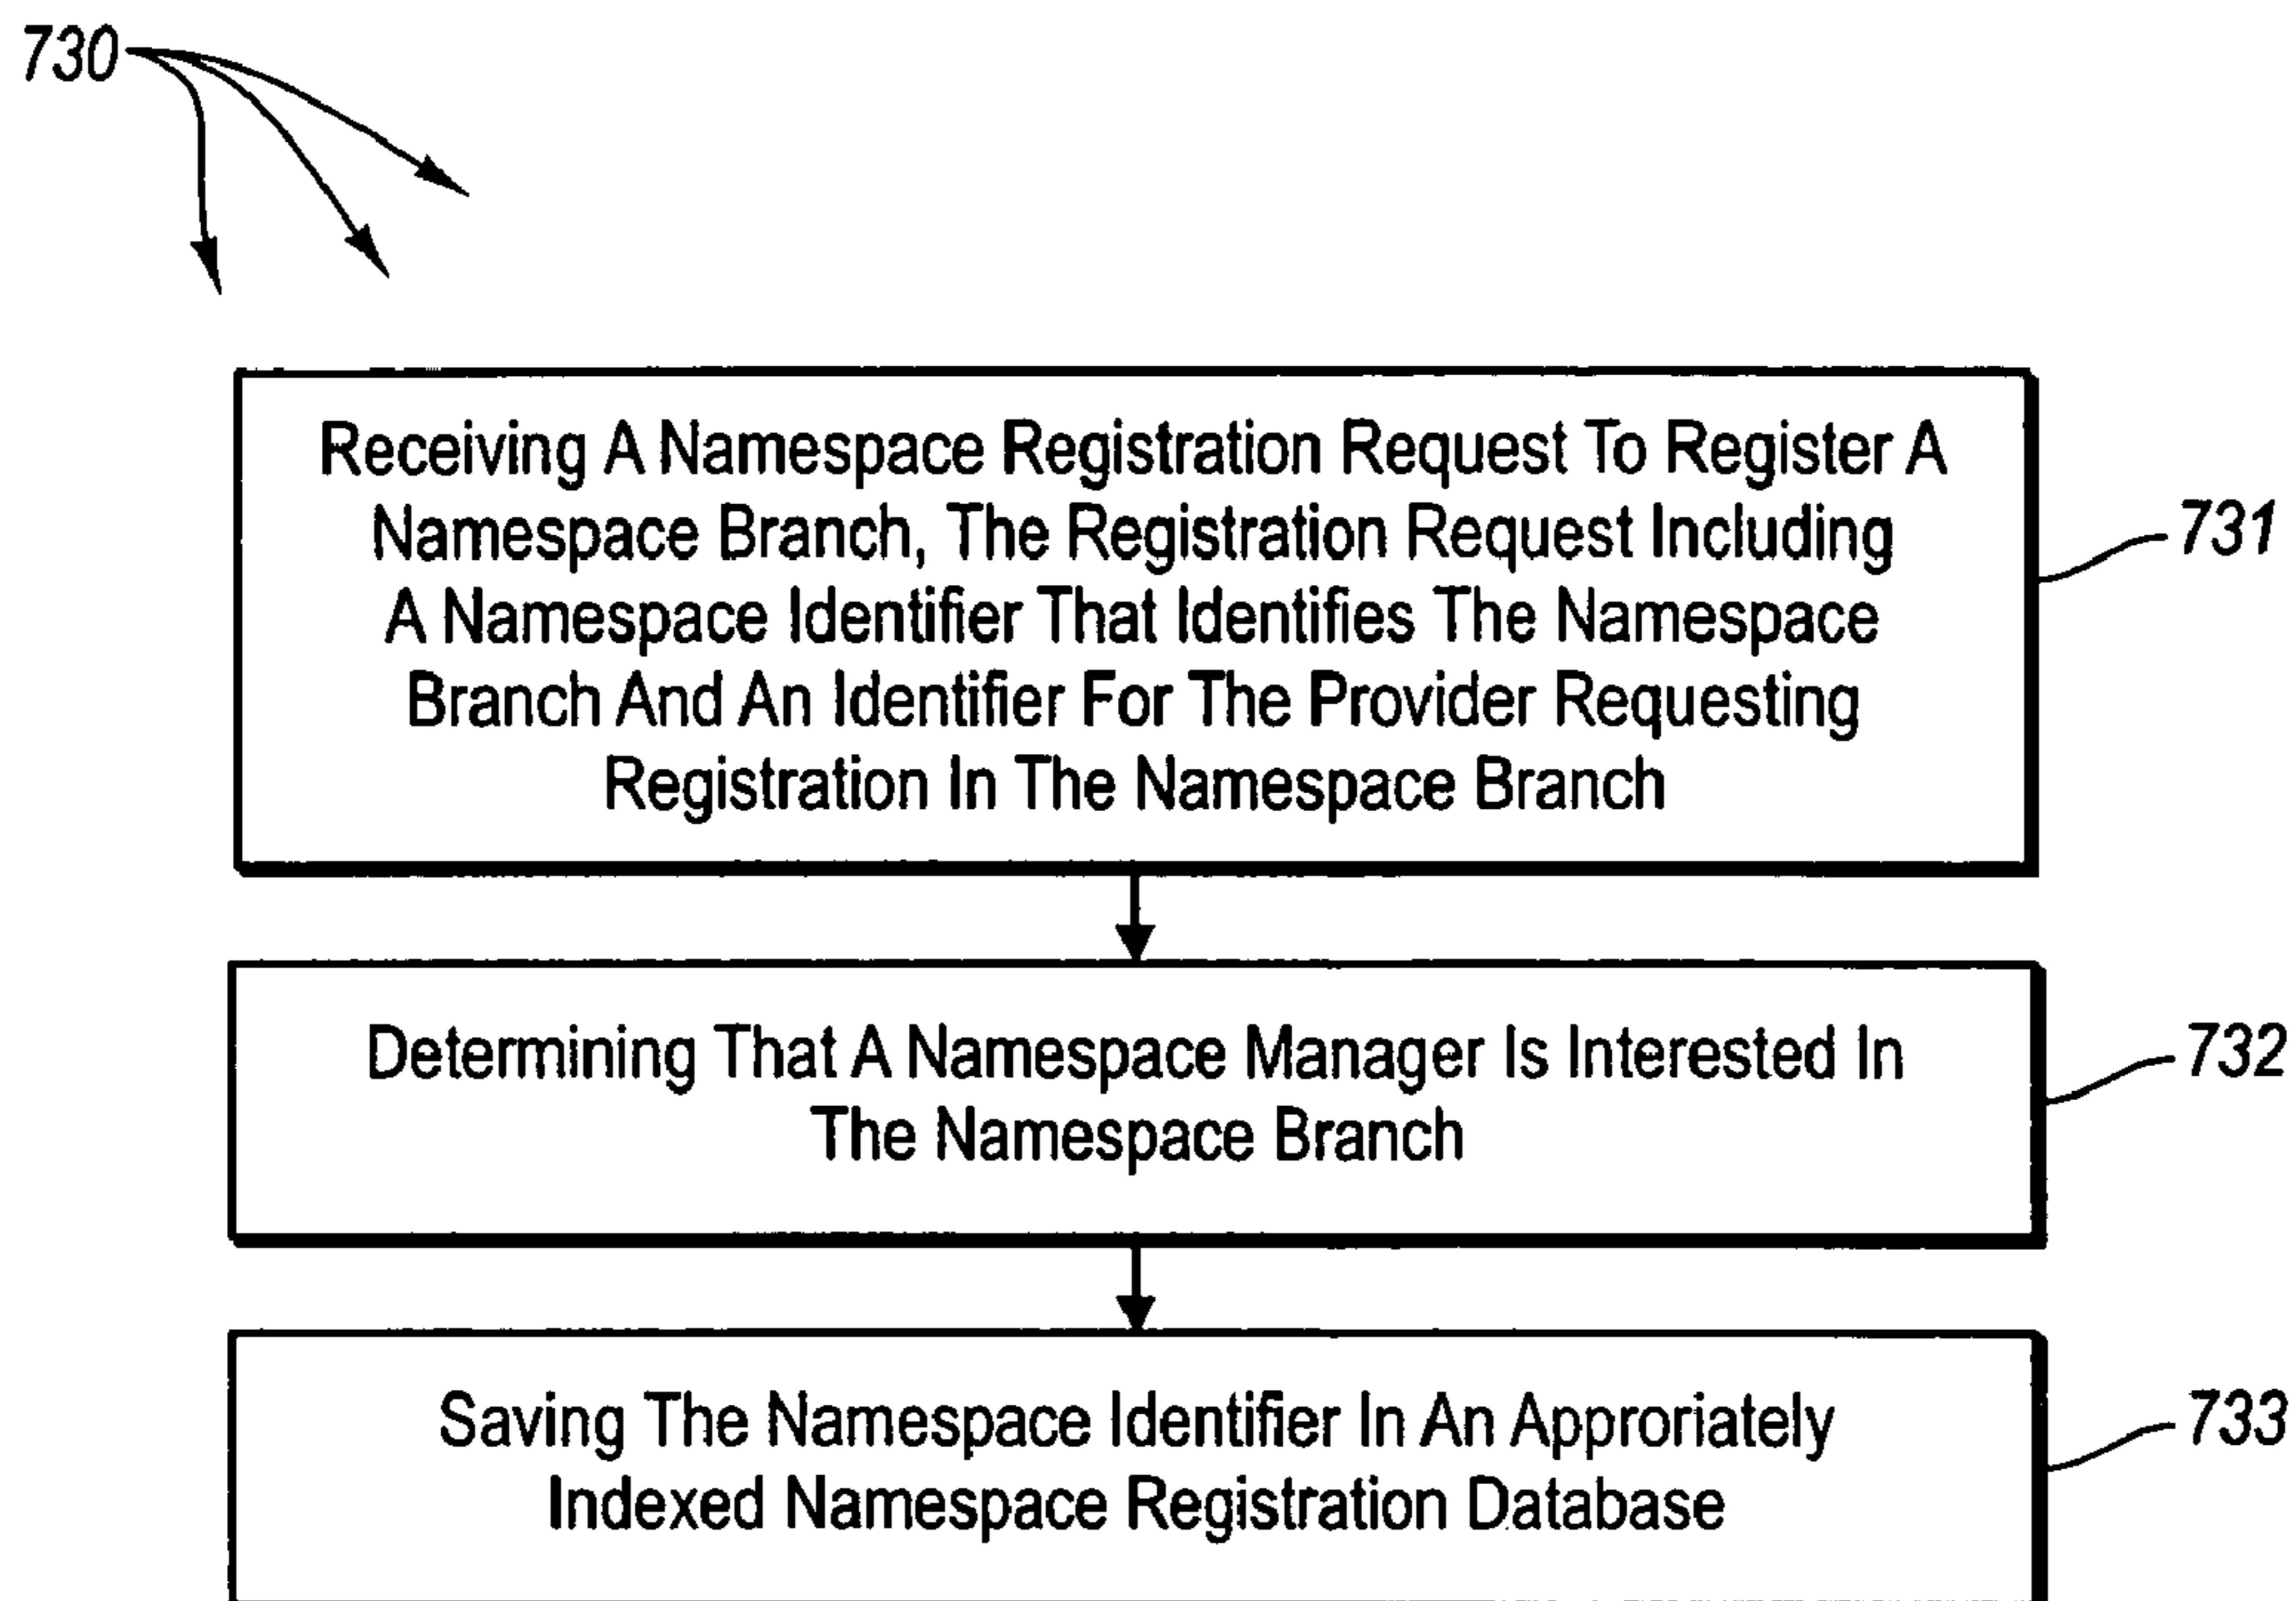 730
Receiving A Namespace Registration Request To Register A
Namespace Branch, The Registration Request Including
A Namespace Identifier That Identifies The Namespace
Branch And An Identifier For The Provider Requesting
Registration In The Namespace Branch
731
Determining That A Namespace Manager Is Interested In
The Namespace Branch
732
Saving The Namespace Identifier In An Approriately
Indexed Namespace Registration Database
733